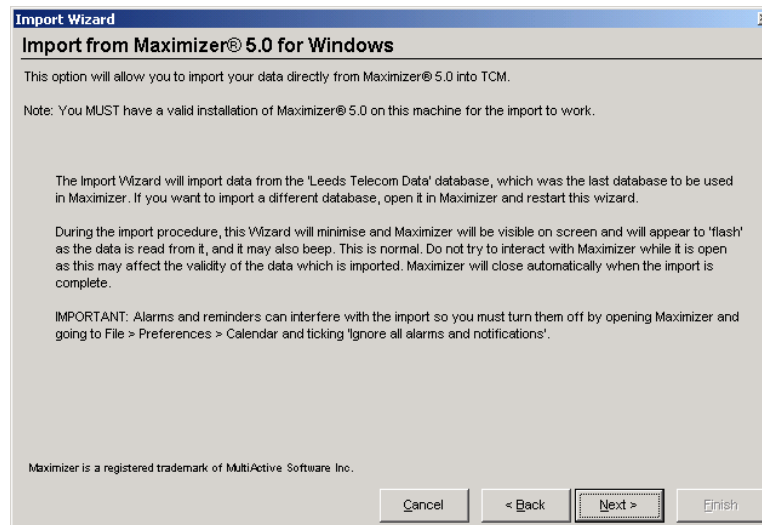 Import Wizard
Import from Maximizer® 5.0 for Windows
This option will allow you to import your data directly from Maximizer® 5.0 into TCM.
Note: You MUST have a valid installation of Maximizer® 5.0 on this machine for the import to work.
The Import Wizard will import data from the 'Leeds Telecom Data' database, which was the last database to be used
in Maximizer. If you want to import a different database, open it in Maximizer and restart this wizard.
During the import procedure, this Wizard will minimise and Maximizer will be visible on screen and will appear to 'flash'
as the data is read from it, and it may also beep. This is normal. Do not try to interact with Maximizer while it is open
as this may affect the validity of the data which is imported. Maximizer will close automatically when the import is
complete.
IMPORTANT: Alarms and reminders can interfere with the import so you must turn them off by opening Maximizer and
going to File > Preferences > Calendar and ticking 'Ignore all alarms and notifications'.
Maximizer is a registered trademark of MultiActive Software Inc.
Cancel
< Back
Next >
Finish